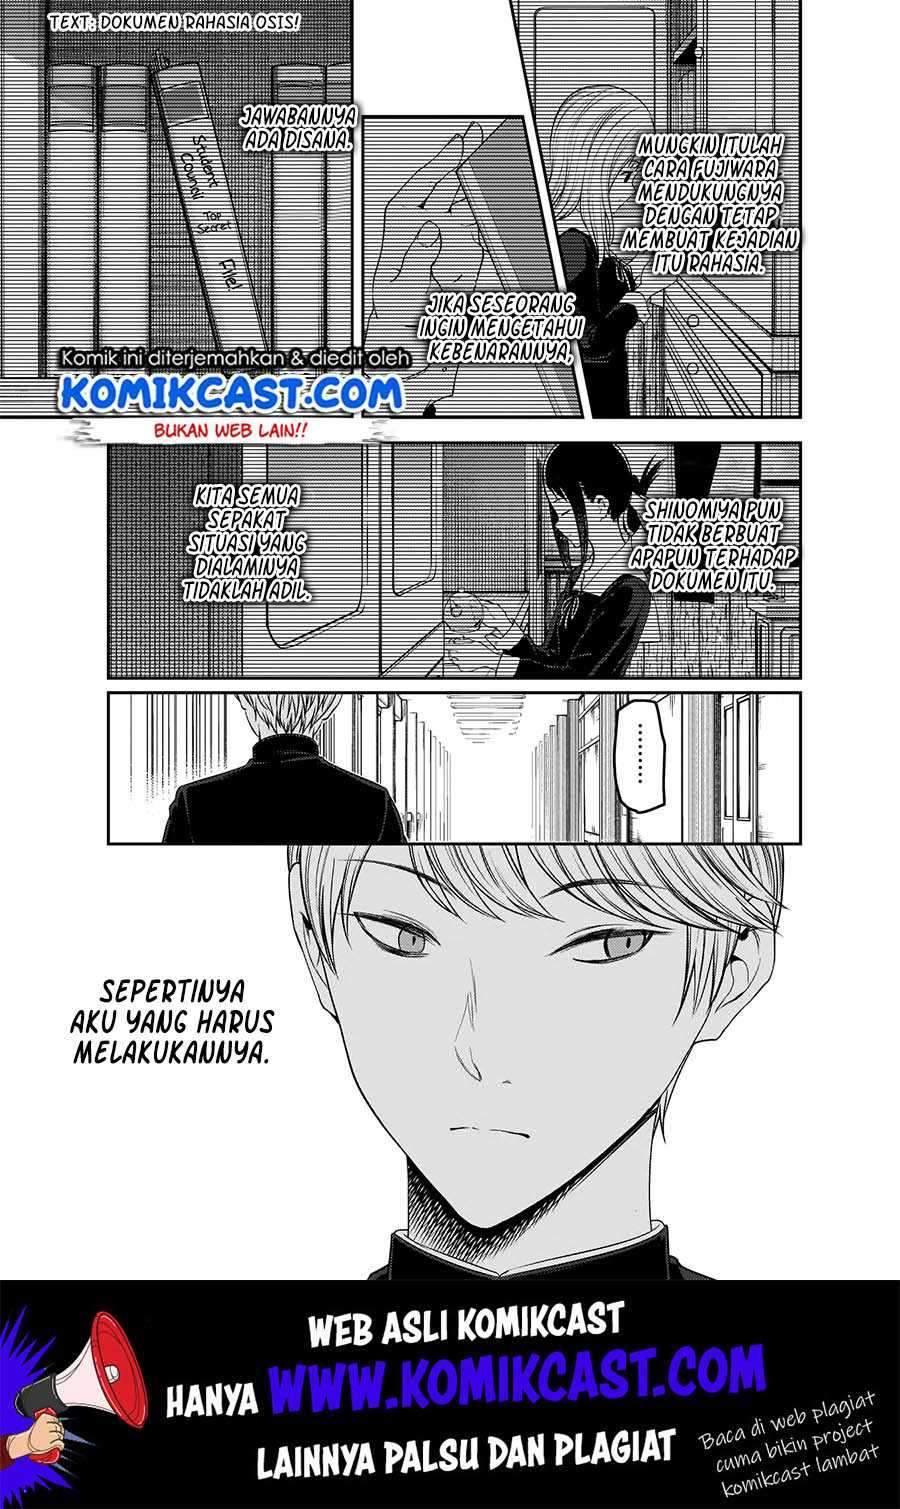 TEXT: DOKUMEN RAHASIA OSIS!
MUNGKIN ITULAH
CARA FUJIWARA
MENDUKUNGNYA
DENGAN TETAP
MEMBUAT KEJADIAN
ITU RAHASIA.
JIKA SESEORANG
INGIN MENGETAHUI
KEBENARANNYA,
JAWABANNYA
ADA DISANA.
Student
Council
Top
Secret
File!
Komik ini diterjemahkan & diedit oleh
KOMIKCAST.COM
BUKAN WEB LAIN!!
SHINOMIYA PUN
TIDAK BERBUAT
APAPUN TERHADAP
DOKUMEN ITU.
KITA SEMUA
SEPAKAT
SITUASI YANG
DIALAMINYA
TIDAKLAH ADIL.
........
SEPERTINYA
AKU YANG HARUS
MELAKUKANNYA.
WEB ASLI KOMIKCAST
HANYA WWW.KOMIKCAST.COM
LAINNYA PALSU DAN PLAGIAT
Baca di web plagiat
cuma bikin project
komikcast lambat